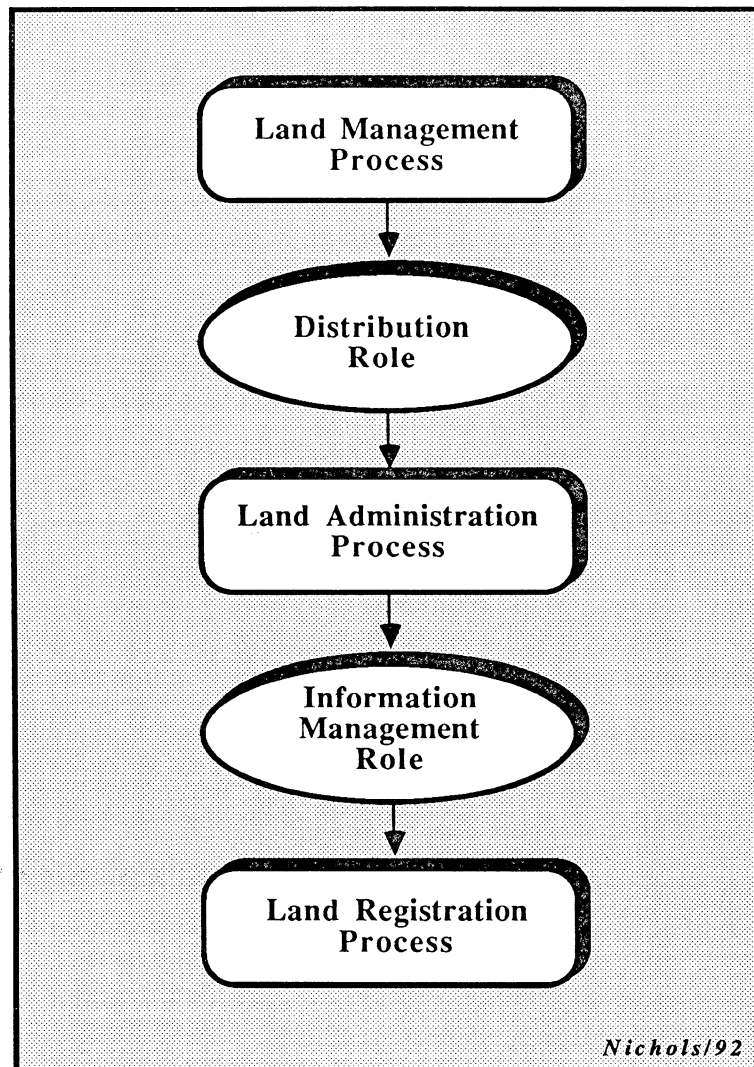 Land Management
Process
Distribution
Role
Land Administration
Process
Information
Management
Role
Land Registration
Process
Nichols/92